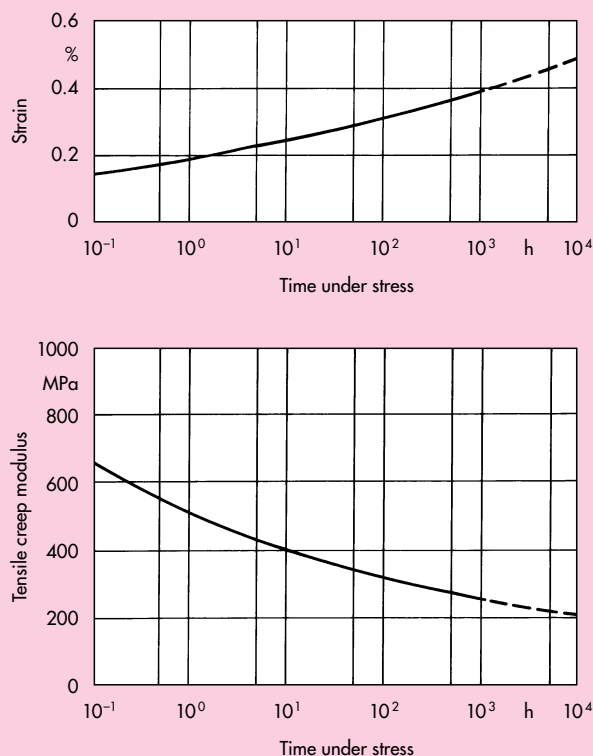 0.6
%
0.4
0.2
0
Strain
10⁻¹ 10⁰ 10¹ 10² 10³ h 10⁴
Time under stress
1000
MPa
800
600
400
200
0
Tensile creep modulus
10⁻¹ 10⁰ 10¹ 10² 10³ h 10⁴
Time under stress